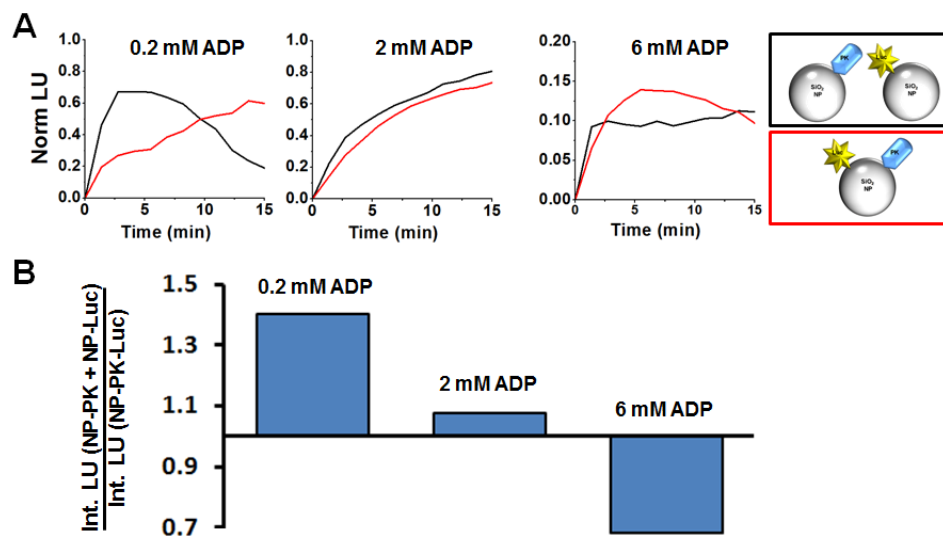 A
0.2 mM ADP
2 mM ADP
6 mM ADP
Norm LU
1.0
0.8
0.6
0.4
0.2
0.0
0 5 10 15
Time (min)
1.0
0.8
0.6
0.4
0.2
0.0
0 5 10 15
Time (min)
0.20
0.15
0.10
0.05
0.00
0 5 10 15
Time (min)
PK
SiO₂
NP
SiO₂
NP
PK
SiO₂
NP
B
Int. LU (NP-PK + NP-Luc)
Int. LU (NP-PK-Luc)
1.5
1.3
1.1
0.9
0.7
0.2 mM ADP
2 mM ADP
6 mM ADP